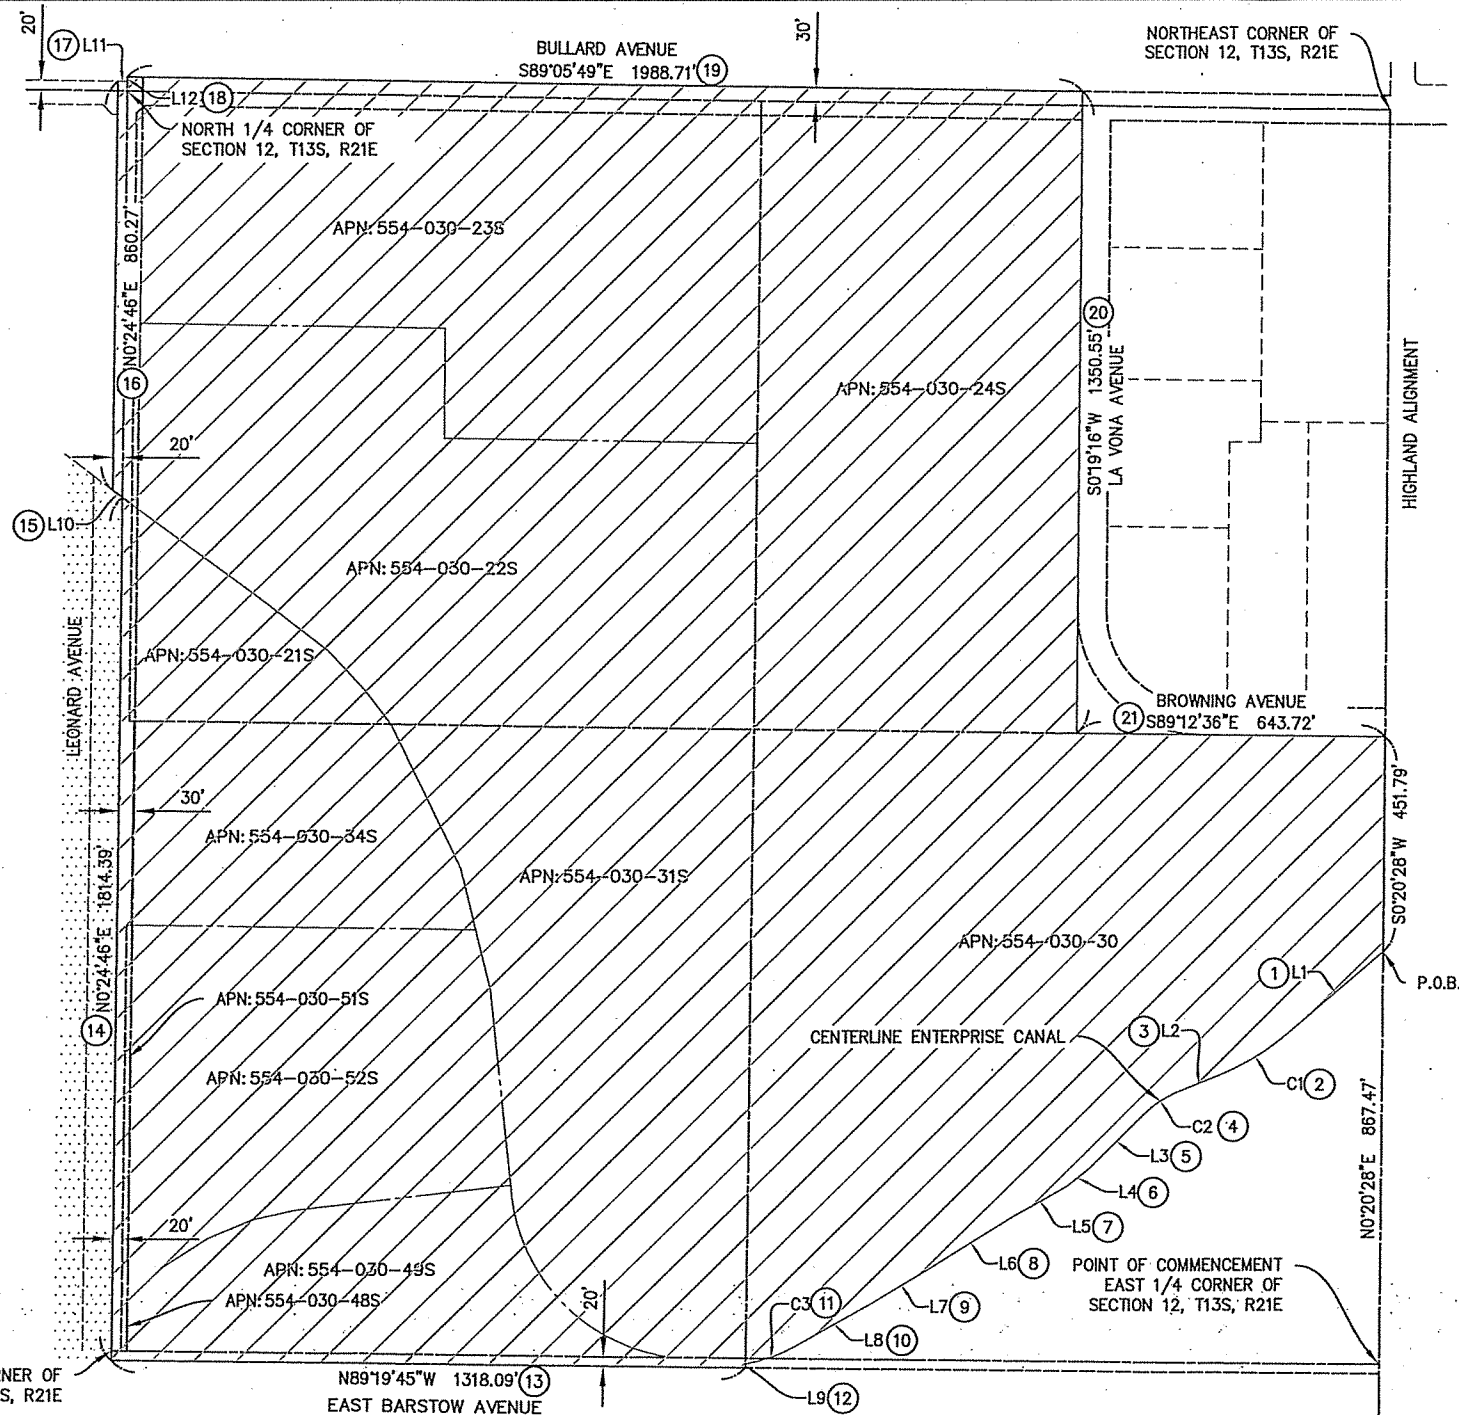 20'
17 L11
BULLARD AVENUE
S89°05'49"E 1988.71' 19
30'
NORTHEAST CORNER OF
SECTION 12, T13S, R21E
L12 18
NORTH 1/4 CORNER OF
SECTION 12, T13S, R21E
APN: 554-030-23S
N0°24'46"E 860.27'
16
20'
15 L10
APN: 554-030-24S
20
S0°19'16"W 1350.55'
LA VONA AVENUE
HIGHLAND ALIGNMENT
APN: 554-030-22S
LEONARD AVENUE
APN: 554-030-21S
BROWNING AVENUE
21 S89°12'36"E 643.72'
S0°20'28"W 451.79'
30'
APN: 554-030-34S
APN: 554-030-31S
N0°24'46"E 1814.39'
14
APN: 554-030-30
1 L1
P.O.B.
APN: 554-030-51S
CENTERLINE ENTERPRISE CANAL
3 L2
C1 2
APN: 554-030-52S
C2 4
L3 5
L4 6
N0°20'28"E 867.47'
20'
L5 7
L6 8
POINT OF COMMENCEMENT
EAST 1/4 CORNER OF
SECTION 12, T13S, R21E
APN: 554-030-49S
APN: 554-030-48S
20'
C3 11
L7 9
L8 10
RNER OF
S, R21E
N89°19'45"W 1318.09' 13
EAST BARSTOW AVENUE
L9 12